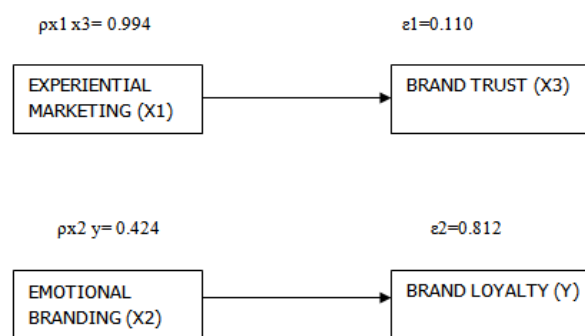 ρx1 x3= 0.994
ε1=0.110
EXPERIENTIAL
MARKETING (X1)
BRAND TRUST (X3)
ρx2 y= 0.424
ε2=0.812
EMOTIONAL
BRANDING (X2)
BRAND LOYALTY (Y)